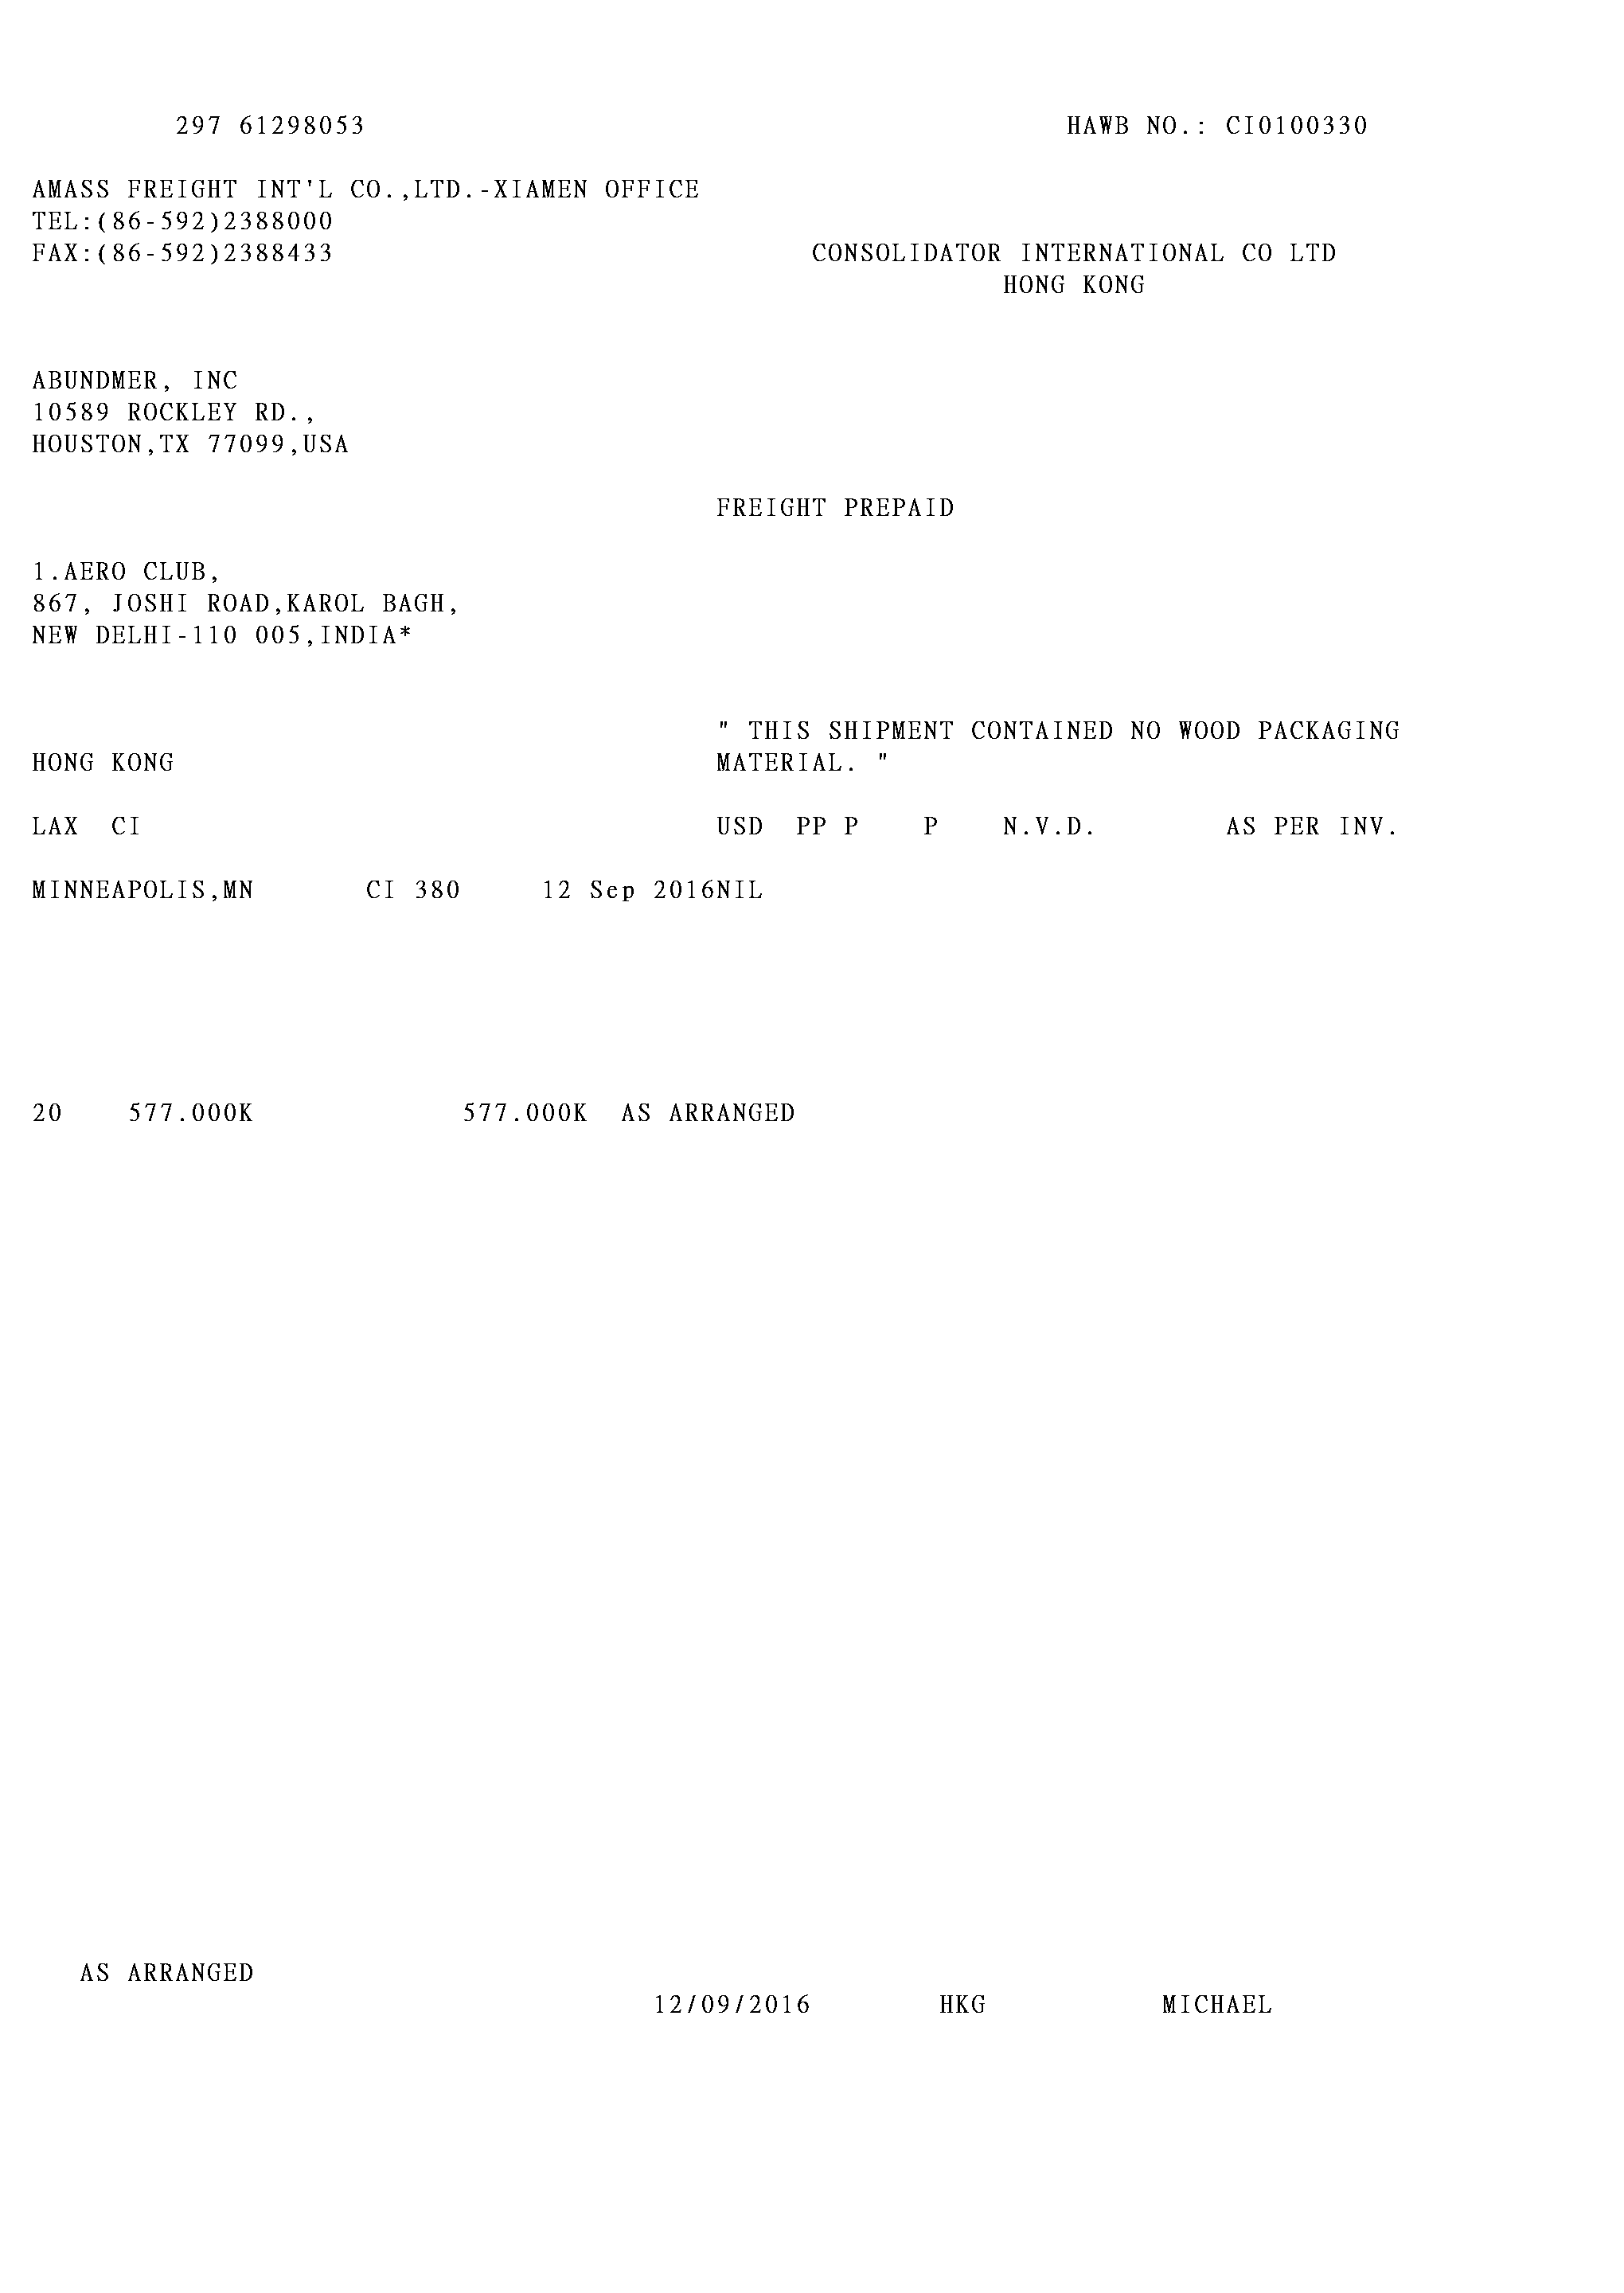 297 61298053 HAWB NO.: CI0100330
AMASS FREIGHT INT'L CO.,LTD.-XIAMEN OFFICE
TEL:(86-592)2388000
FAX:(86-592)2388433 CONSOLIDATOR INTERNATIONAL CO LTD
HONG KONG
ABUNDMER, INC
10589 ROCKLEY RD.,
HOUSTON,TX 77099,USA
FREIGHT PREPAID
1.AERO CLUB,
867, JOSHI ROAD,KAROL BAGH,
NEW DELHI-110 005,INDIA*
" THIS SHIPMENT CONTAINED NO WOOD PACKAGING
HONG KONG MATERIAL. "
LAX CI USD PP P P N.V.D. AS PER INV.
MINNEAPOLIS,MN CI 380 12 Sep 2016NIL
20 577.000K 577.000K AS ARRANGED
AS ARRANGED
12/09/2016 HKG MICHAEL